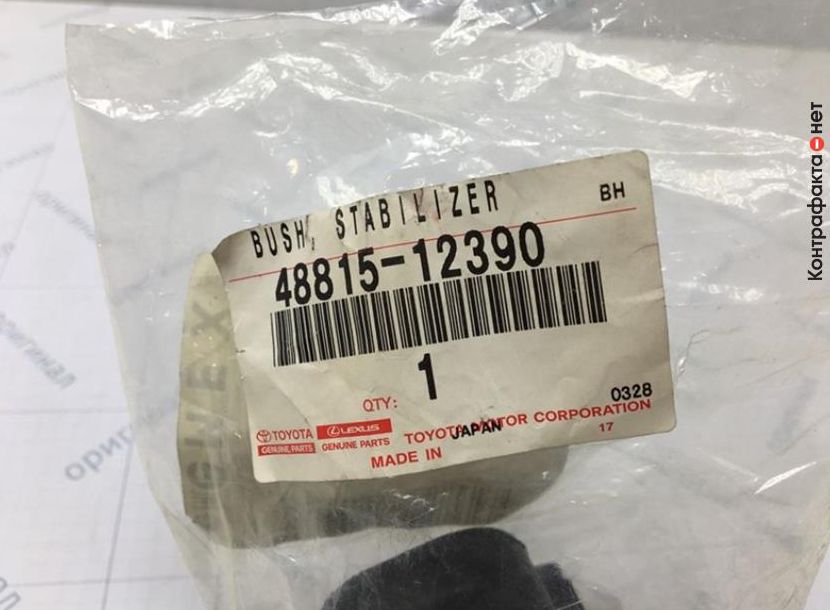 Контрафакта нет
BUSH, STABILIZER BH
48815-12390
1
QTY:
0328
TOYOTA LEXUS TOYOTA MOTOR CORPORATION
GENUINE PARTS GENUINE PARTS JAPAN 17
MADE IN
оригинал